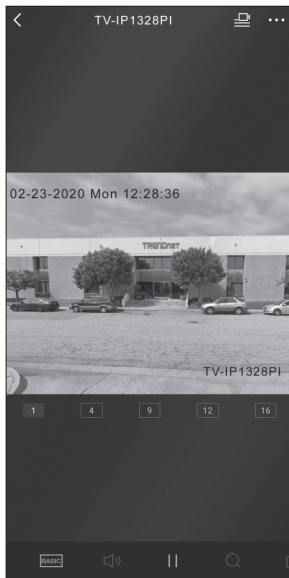 TV-IP1328PI
02-23-2020 Mon 12:28:36
TRENDNET
TV-IP1328PI
1 4 9 12 16
BASIC